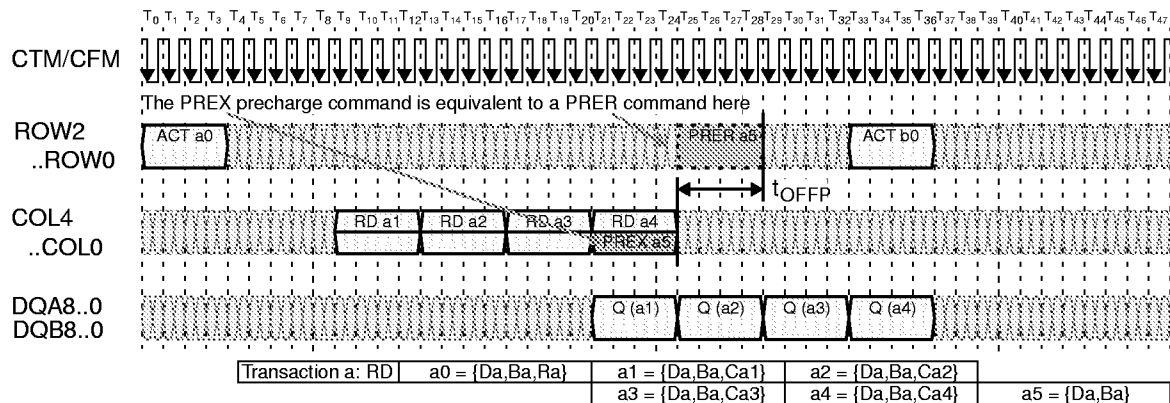 T0 T1 T2 T3 T4 T5 T6 T7 T8 T9 T10 T11 T12 T13 T14 T15 T16 T17 T18 T19 T20 T21 T22 T23 T24 T25 T26 T27 T28 T29 T30 T31 T32 T33 T34 T35 T36 T37 T38 T39 T40 T41 T42 T43 T44 T45 T46 T47
CTM/CFM
The PREX precharge command is equivalent to a PRER command here
ROW2
..ROW0
ACT a0
PRER a5
ACT b0
tOFFP
COL4
..COL0
RD a1
RD a2
RD a3
RD a4
PREX a5
DQA8..0
DQB8..0
Q (a1)
Q (a2)
Q (a3)
Q (a4)
Transaction a: RD a0 = {Da,Ba,Ra} a1 = {Da,Ba,Ca1} a2 = {Da,Ba,Ca2}
a3 = {Da,Ba,Ca3} a4 = {Da,Ba,Ca4} a5 = {Da,Ba}